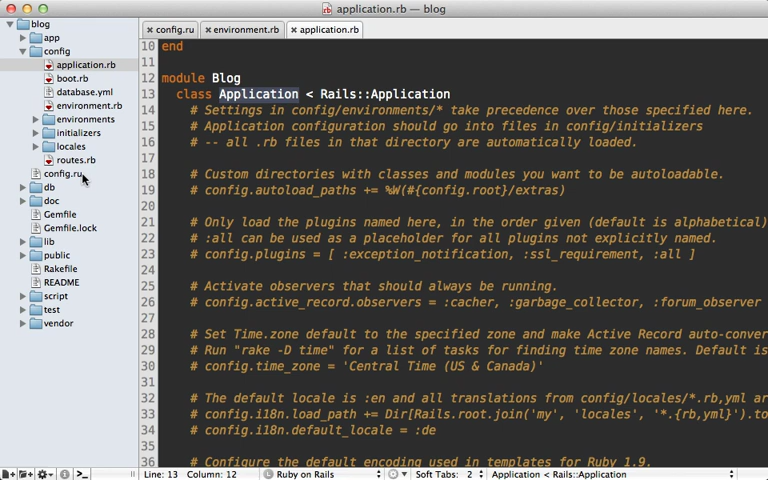 application.rb — blog
blog
app
config
application.rb
boot.rb
database.yml
environment.rb
environments
initializers
locales
routes.rb
config.ru
db
doc
Gemfile
Gemfile.lock
lib
public
Rakefile
README
script
test
vendor
config.ru environment.rb application.rb
10 end
11
12 module Blog
13 class Application < Rails::Application
14 # Settings in config/environments/* take precedence over those specified here.
15 # Application configuration should go into files in config/initializers
16 # -- all .rb files in that directory are automatically loaded.
17
18 # Custom directories with classes and modules you want to be autoloadable.
19 # config.autoload_paths += %W(#{config.root}/extras)
20
21 # Only load the plugins named here, in the order given (default is alphabetical)
22 # :all can be used as a placeholder for all plugins not explicitly named.
23 # config.plugins = [ :exception_notification, :ssl_requirement, :all ]
24
25 # Activate observers that should always be running.
26 # config.active_record.observers = :cacher, :garbage_collector, :forum_observer
27
28 # Set Time.zone default to the specified zone and make Active Record auto-conver
29 # Run "rake -D time" for a list of tasks for finding time zone names. Default is
30 # config.time_zone = 'Central Time (US & Canada)'
31
32 # The default locale is :en and all translations from config/locales/*.rb,yml ar
33 # config.i18n.load_path += Dir[Rails.root.join('my', 'locales', '*.{rb,yml}').to
34 # config.i18n.default_locale = :de
35
36 # Configure the default encoding used in templates for Ruby 1.9.
Line: 13 Column: 12 Ruby on Rails Soft Tabs: 2 Application < Rails::Application